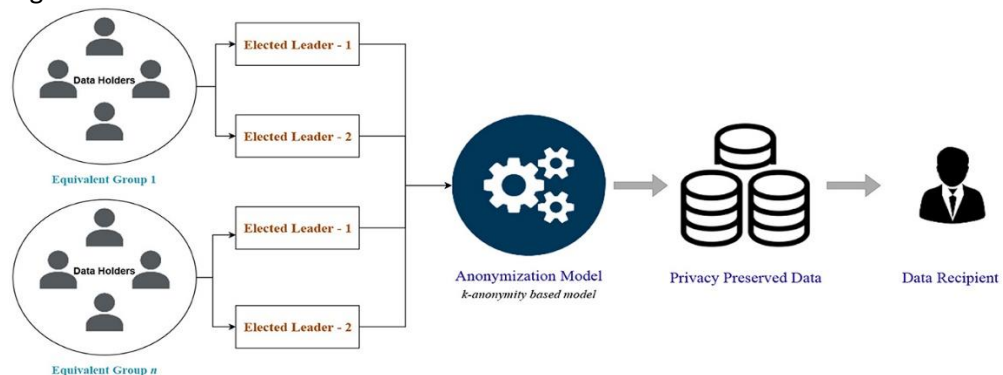 Data Holders
Equivalent Group 1
Elected Leader - 1
Elected Leader - 2
Data Holders
Equivalent Group n
Elected Leader - 1
Elected Leader - 2
Anonymization Model
k-anonymity based model
Privacy Preserved Data
Data Recipient